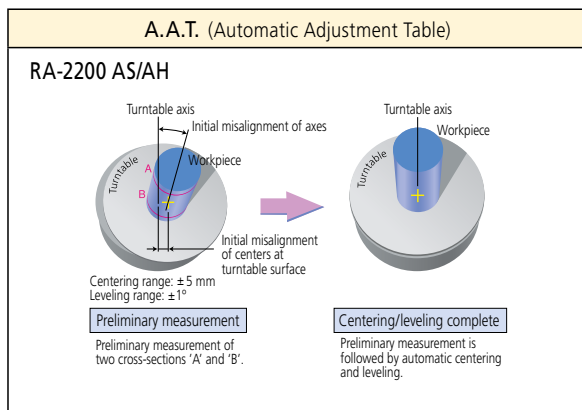 A.A.T. (Automatic Adjustment Table)
RA-2200 AS/AH
Turntable axis
Initial misalignment of axes
Workpiece
Turntable
A
B
Initial misalignment
of centers at
turntable surface
Centering range: ±5 mm
Leveling range: ±1°
Preliminary measurement
Preliminary measurement of
two cross-sections ‘A’ and ‘B’.
Turntable axis
Workpiece
Turntable
Centering/leveling complete
Preliminary measurement is
followed by automatic centering
and leveling.